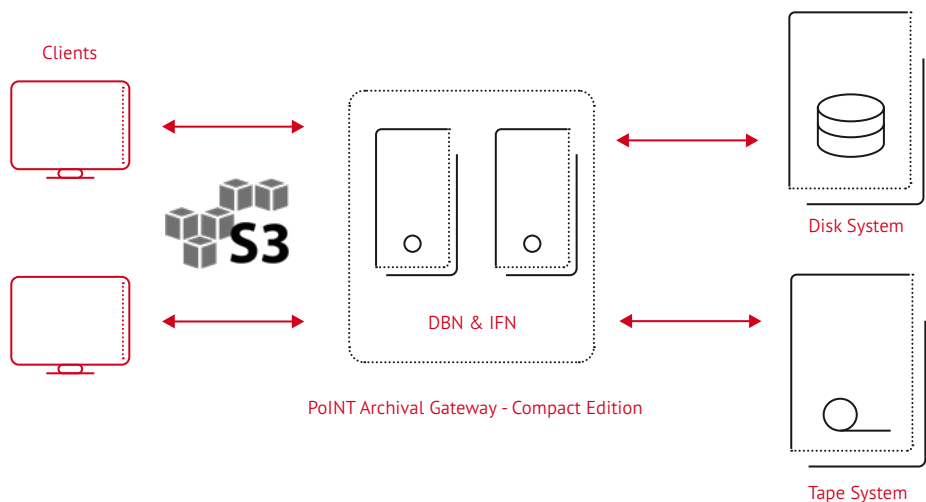 Clients
S3
DBN & IFN
PoINT Archival Gateway - Compact Edition
Disk System
Tape System